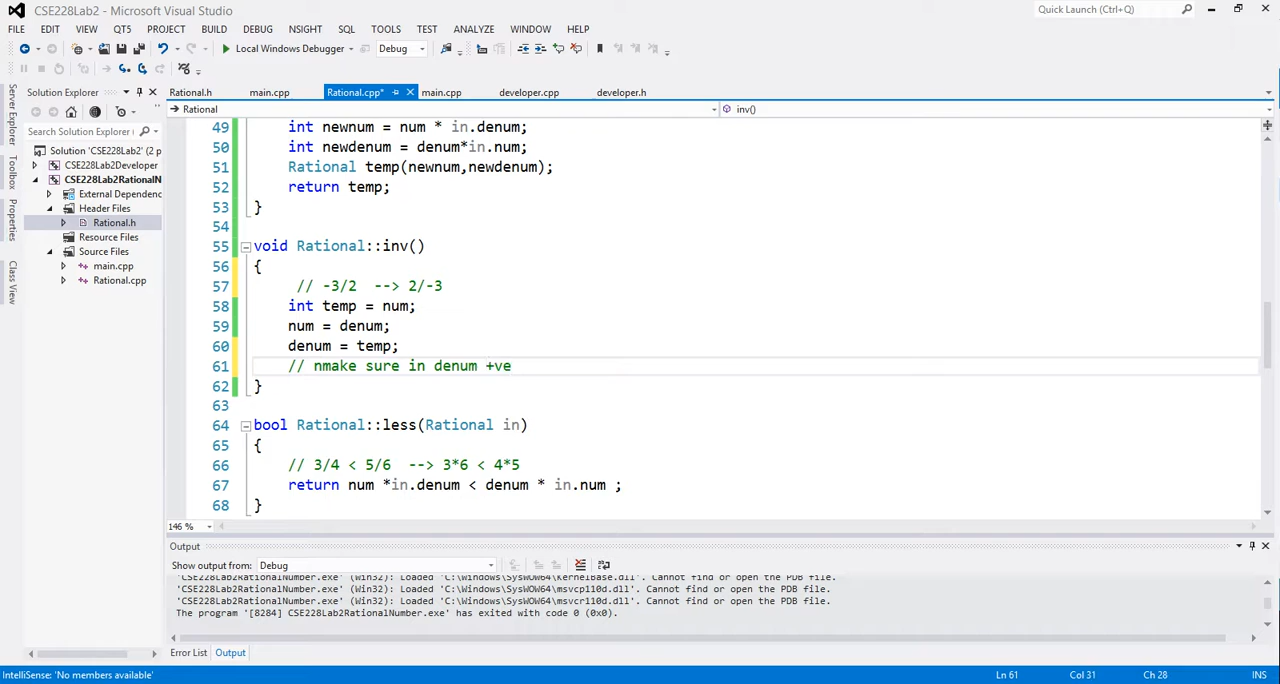 CSE228Lab2 - Microsoft Visual Studio
Quick Launch (Ctrl+Q)
FILE EDIT VIEW QT5 PROJECT BUILD DEBUG NSIGHT SQL TOOLS TEST ANALYZE WINDOW HELP
Local Windows Debugger Debug
Server Explorer
Toolbox
Properties
Class View
Solution Explorer
Search Solution Explorer (
Solution 'CSE228Lab2' (2 p
CSE228Lab2Developer
CSE228Lab2RationalN
External Dependenc
Header Files
Rational.h
Resource Files
Source Files
main.cpp
Rational.cpp
Rational.h main.cpp Rational.cpp* main.cpp developer.cpp developer.h
Rational inv()
49 int newnum = num * in.denum;
50 int newdenum = denum*in.num;
51 Rational temp(newnum,newdenum);
52 return temp;
53 }
54
55 void Rational::inv()
56 {
57 // -3/2 --> 2/-3
58 int temp = num;
59 num = denum;
60 denum = temp;
61 // nmake sure in denum +ve
62 }
63
64 bool Rational::less(Rational in)
65 {
66 // 3/4 < 5/6 --> 3*6 < 4*5
67 return num *in.denum < denum * in.num ;
68 }
146 %
Output
Show output from: Debug
'CSE228Lab2RationalNumber.exe' (Win32): Loaded 'C:\Windows\SysWOW64\KernelBase.dll'. Cannot find or open the PDB file.
'CSE228Lab2RationalNumber.exe' (Win32): Loaded 'C:\Windows\SysWOW64\msvcp110d.dll'. Cannot find or open the PDB file.
'CSE228Lab2RationalNumber.exe' (Win32): Loaded 'C:\Windows\SysWOW64\msvcr110d.dll'. Cannot find or open the PDB file.
The program '[8284] CSE228Lab2RationalNumber.exe' has exited with code 0 (0x0).
Error List Output
IntelliSense: 'No members available' Ln 61 Col 31 Ch 28 INS